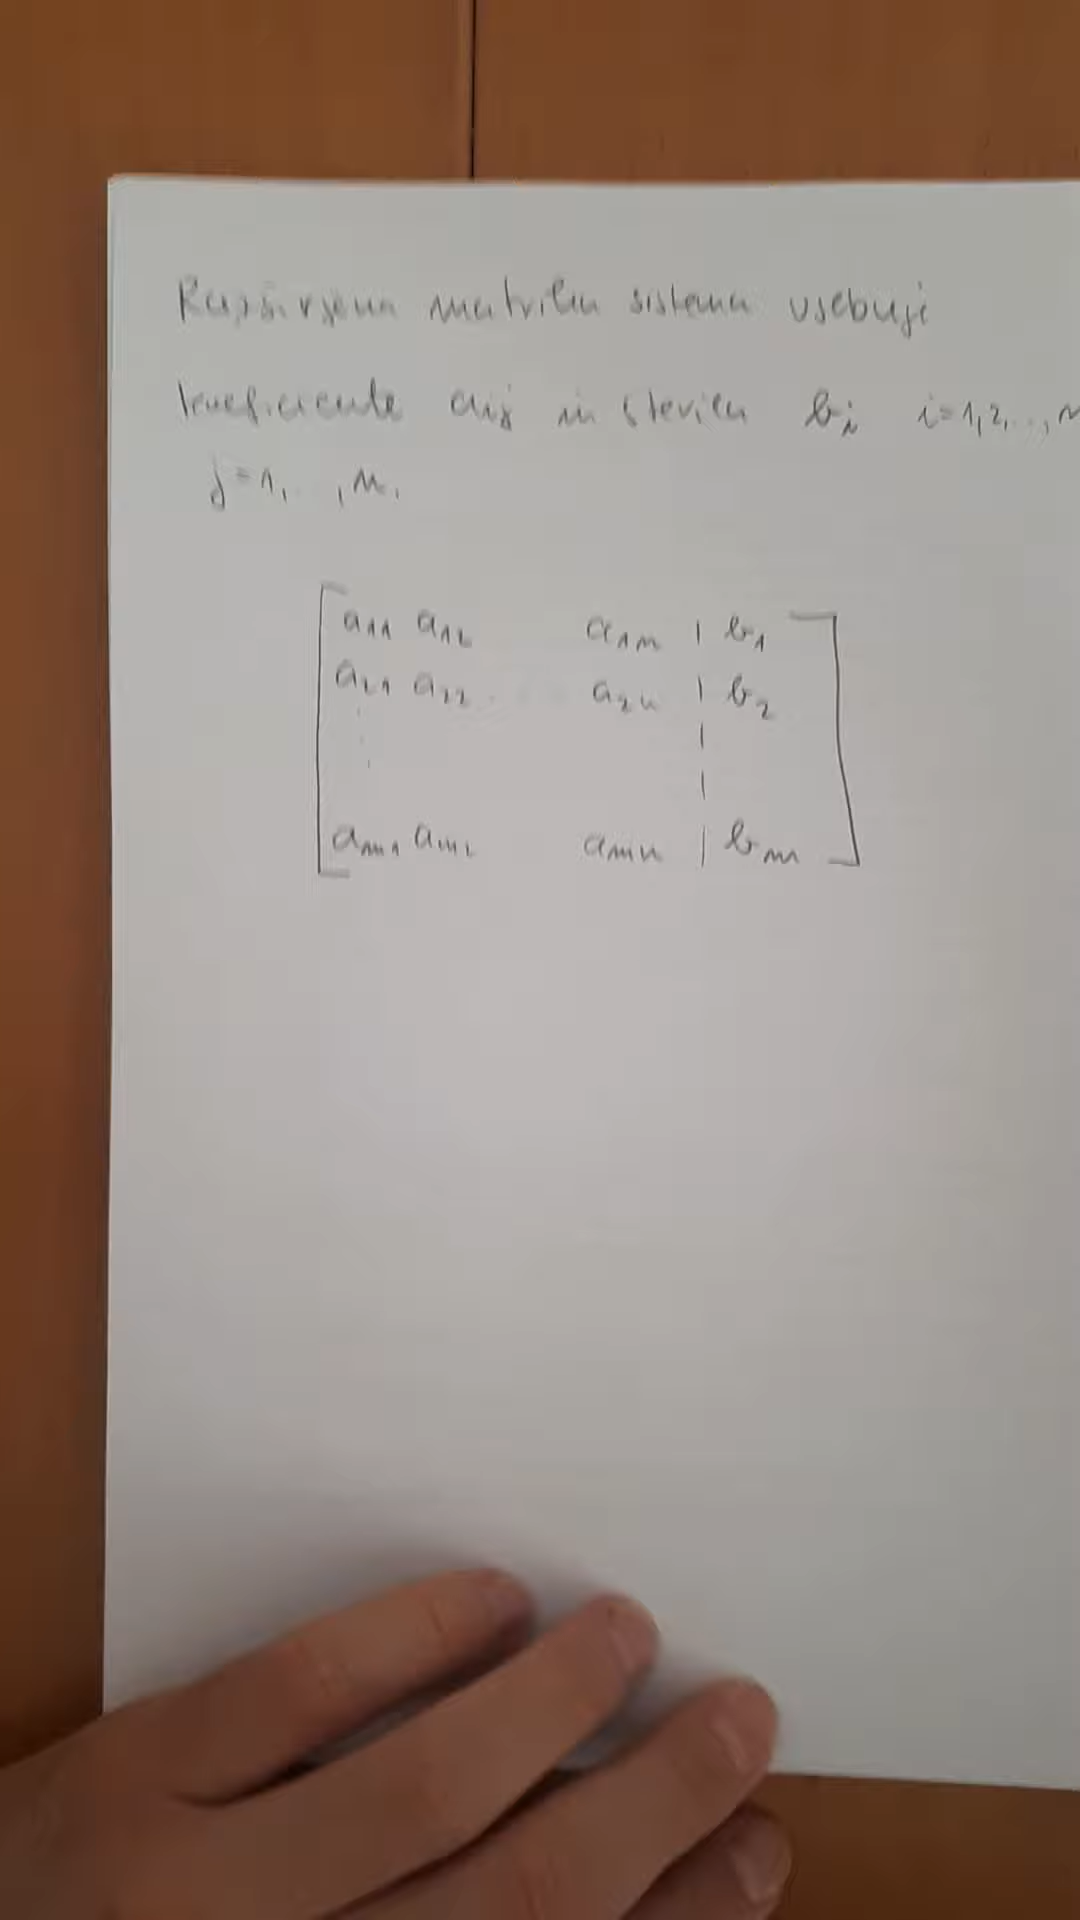 Razširjena matrika sistema vsebuje
koeficiente aij in števila bi i=1,2,...,m
j=1,..,n.
a11 a12 a1n | b1
a21 a22 . . . a2n | b2
am1 am2 amn | bm